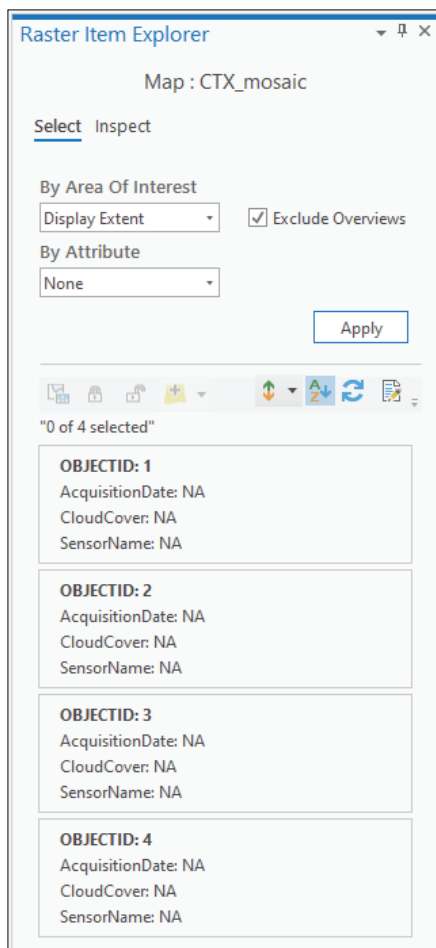 Raster Item Explorer
Map : CTX_mosaic
Select Inspect
By Area Of Interest
Display Extent Exclude Overviews
By Attribute
None
Apply
"0 of 4 selected"
OBJECTID: 1
AcquisitionDate: NA
CloudCover: NA
SensorName: NA
OBJECTID: 2
AcquisitionDate: NA
CloudCover: NA
SensorName: NA
OBJECTID: 3
AcquisitionDate: NA
CloudCover: NA
SensorName: NA
OBJECTID: 4
AcquisitionDate: NA
CloudCover: NA
SensorName: NA